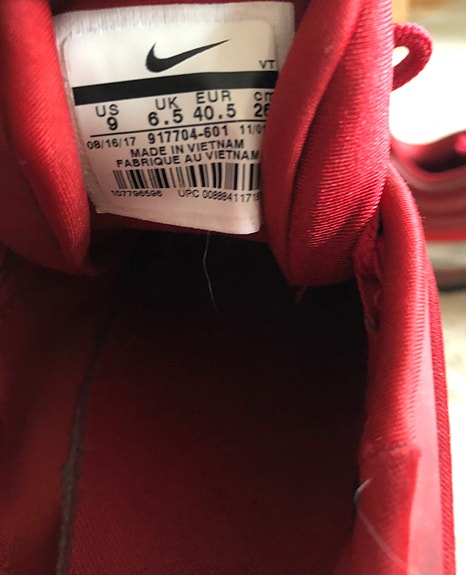 VT
US UK EUR cm
9 6.5 40.5 26
08/16/17 917704-601
MADE IN VIETNAM
FABRIQUE AU VIETNAM
107796596 UPC